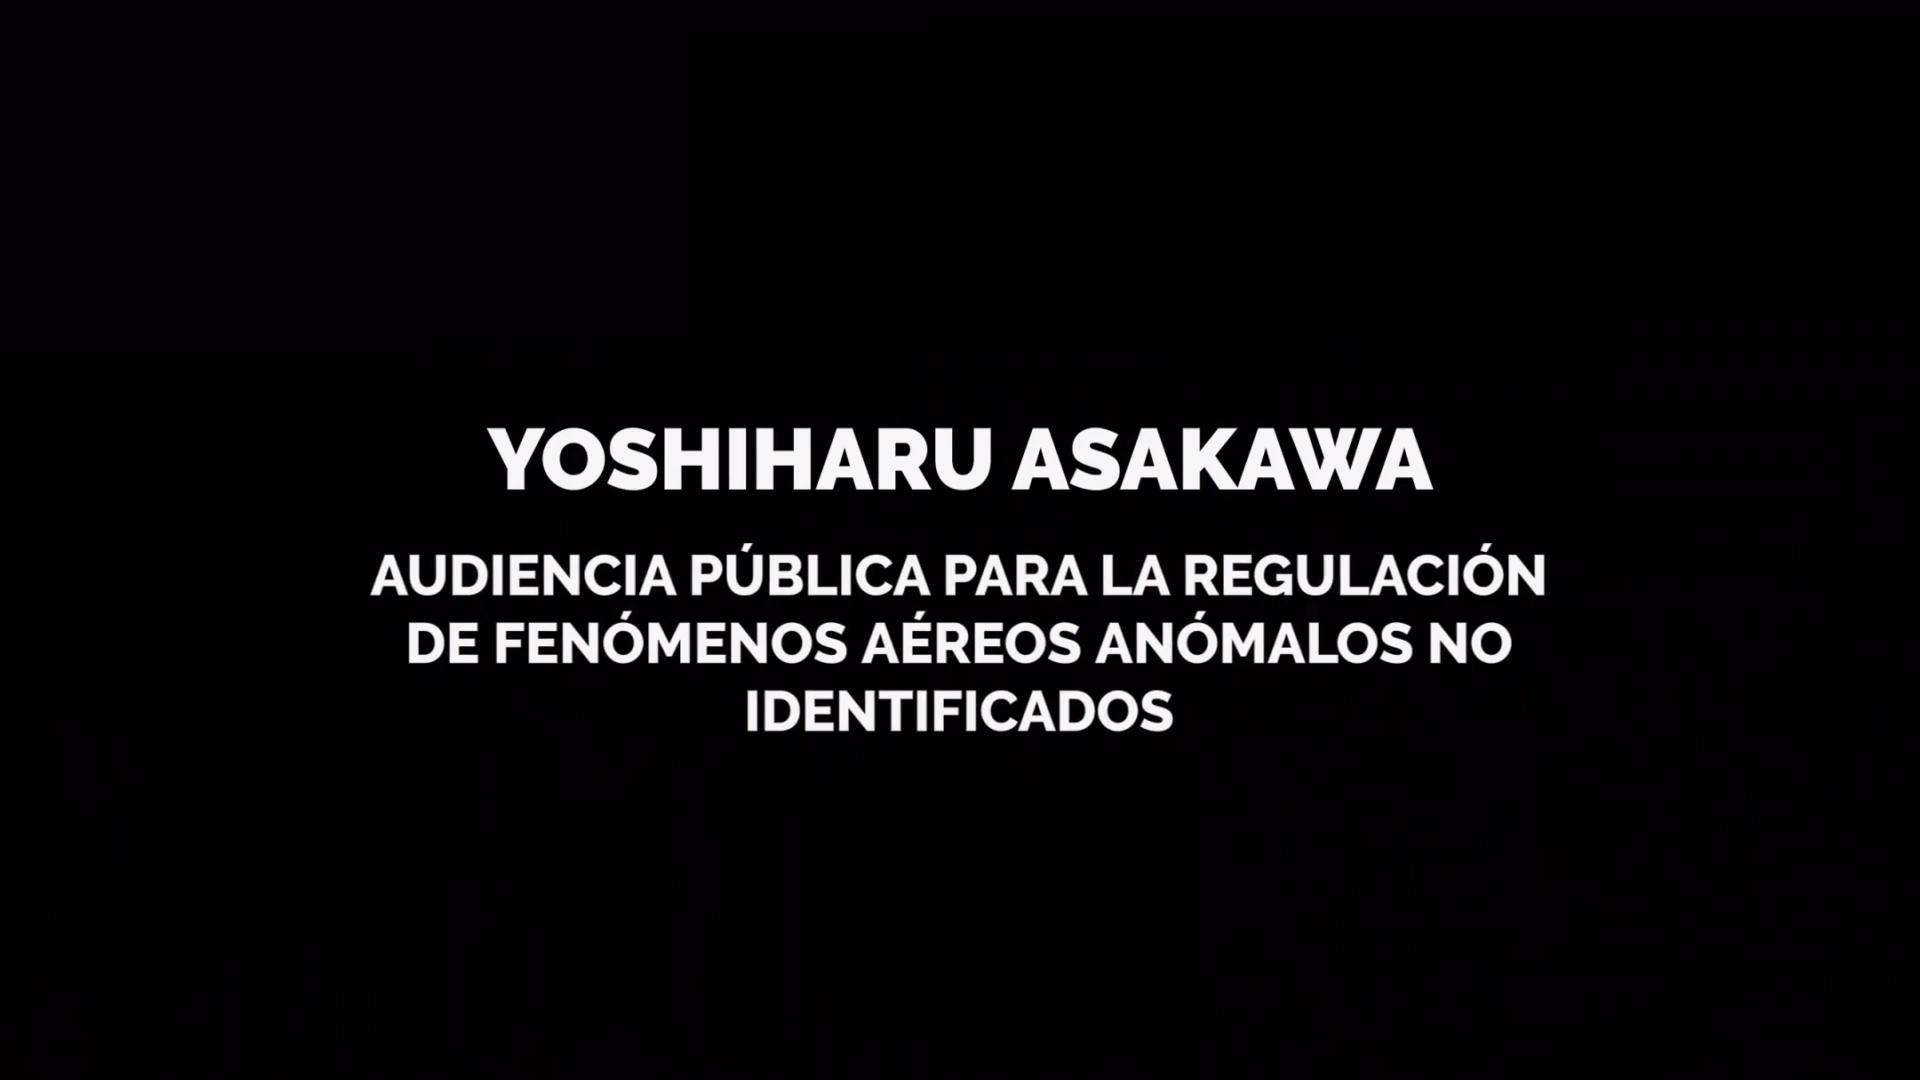 YOSHIHARU ASAKAWA
AUDIENCIA PÚBLICA PARA LA REGULACIÓN
DE FENÓMENOS AÉREOS ANÓMALOS NO
IDENTIFICADOS